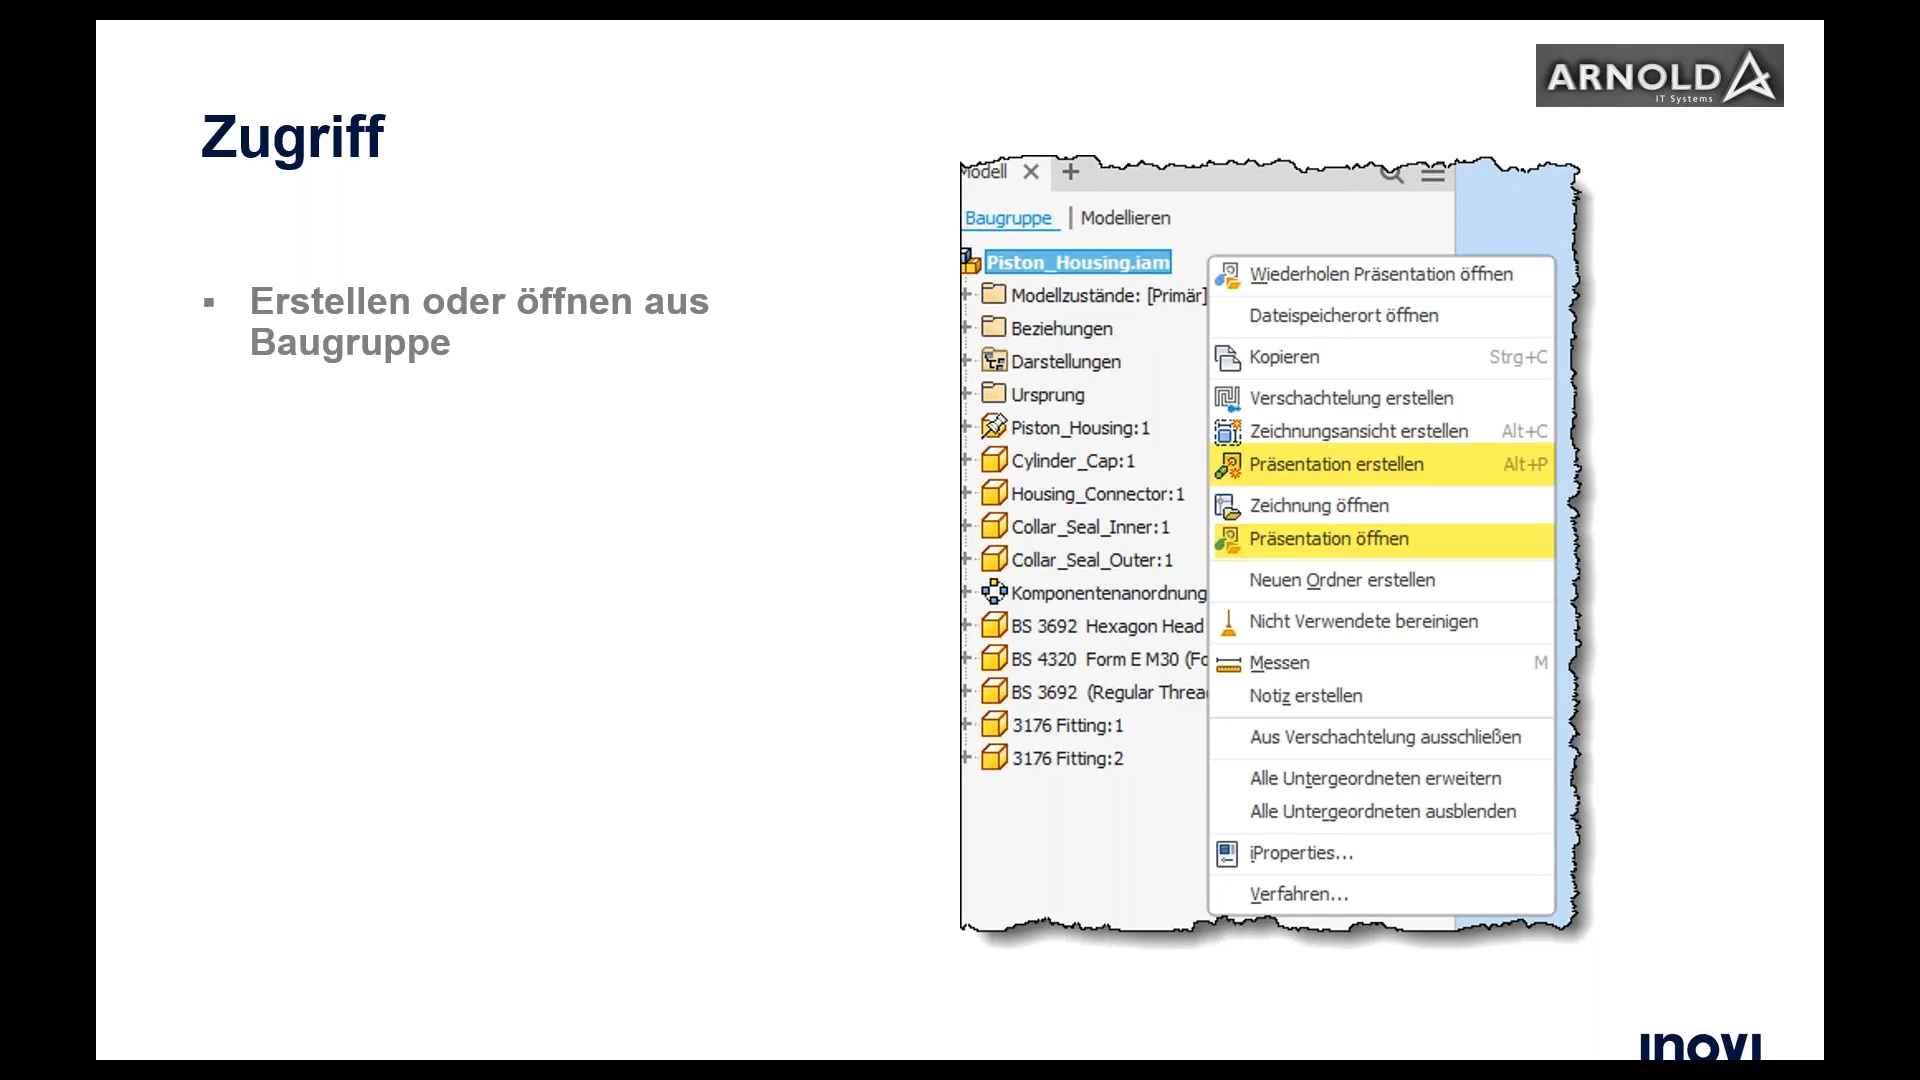 ARNOLD
IT Systems
Zugriff
▪ Erstellen oder öffnen aus
Baugruppe
Modell
Baugruppe | Modellieren
Piston_Housing.iam
Modellzustände: [Primär]
Beziehungen
Darstellungen
Ursprung
Piston_Housing:1
Cylinder_Cap:1
Housing_Connector:1
Collar_Seal_Inner:1
Collar_Seal_Outer:1
Komponentenanordnung
BS 3692 Hexagon Head
BS 4320 Form E M30 (Fo
BS 3692 (Regular Threa
3176 Fitting:1
3176 Fitting:2
Wiederholen Präsentation öffnen
Dateispeicherort öffnen
Kopieren Strg+C
Verschachtelung erstellen
Zeichnungsansicht erstellen Alt+C
Präsentation erstellen Alt+P
Zeichnung öffnen
Präsentation öffnen
Neuen Ordner erstellen
Nicht Verwendete bereinigen
Messen M
Notiz erstellen
Aus Verschachtelung ausschließen
Alle Untergeordneten erweitern
Alle Untergeordneten ausblenden
iProperties...
Verfahren...
inovi